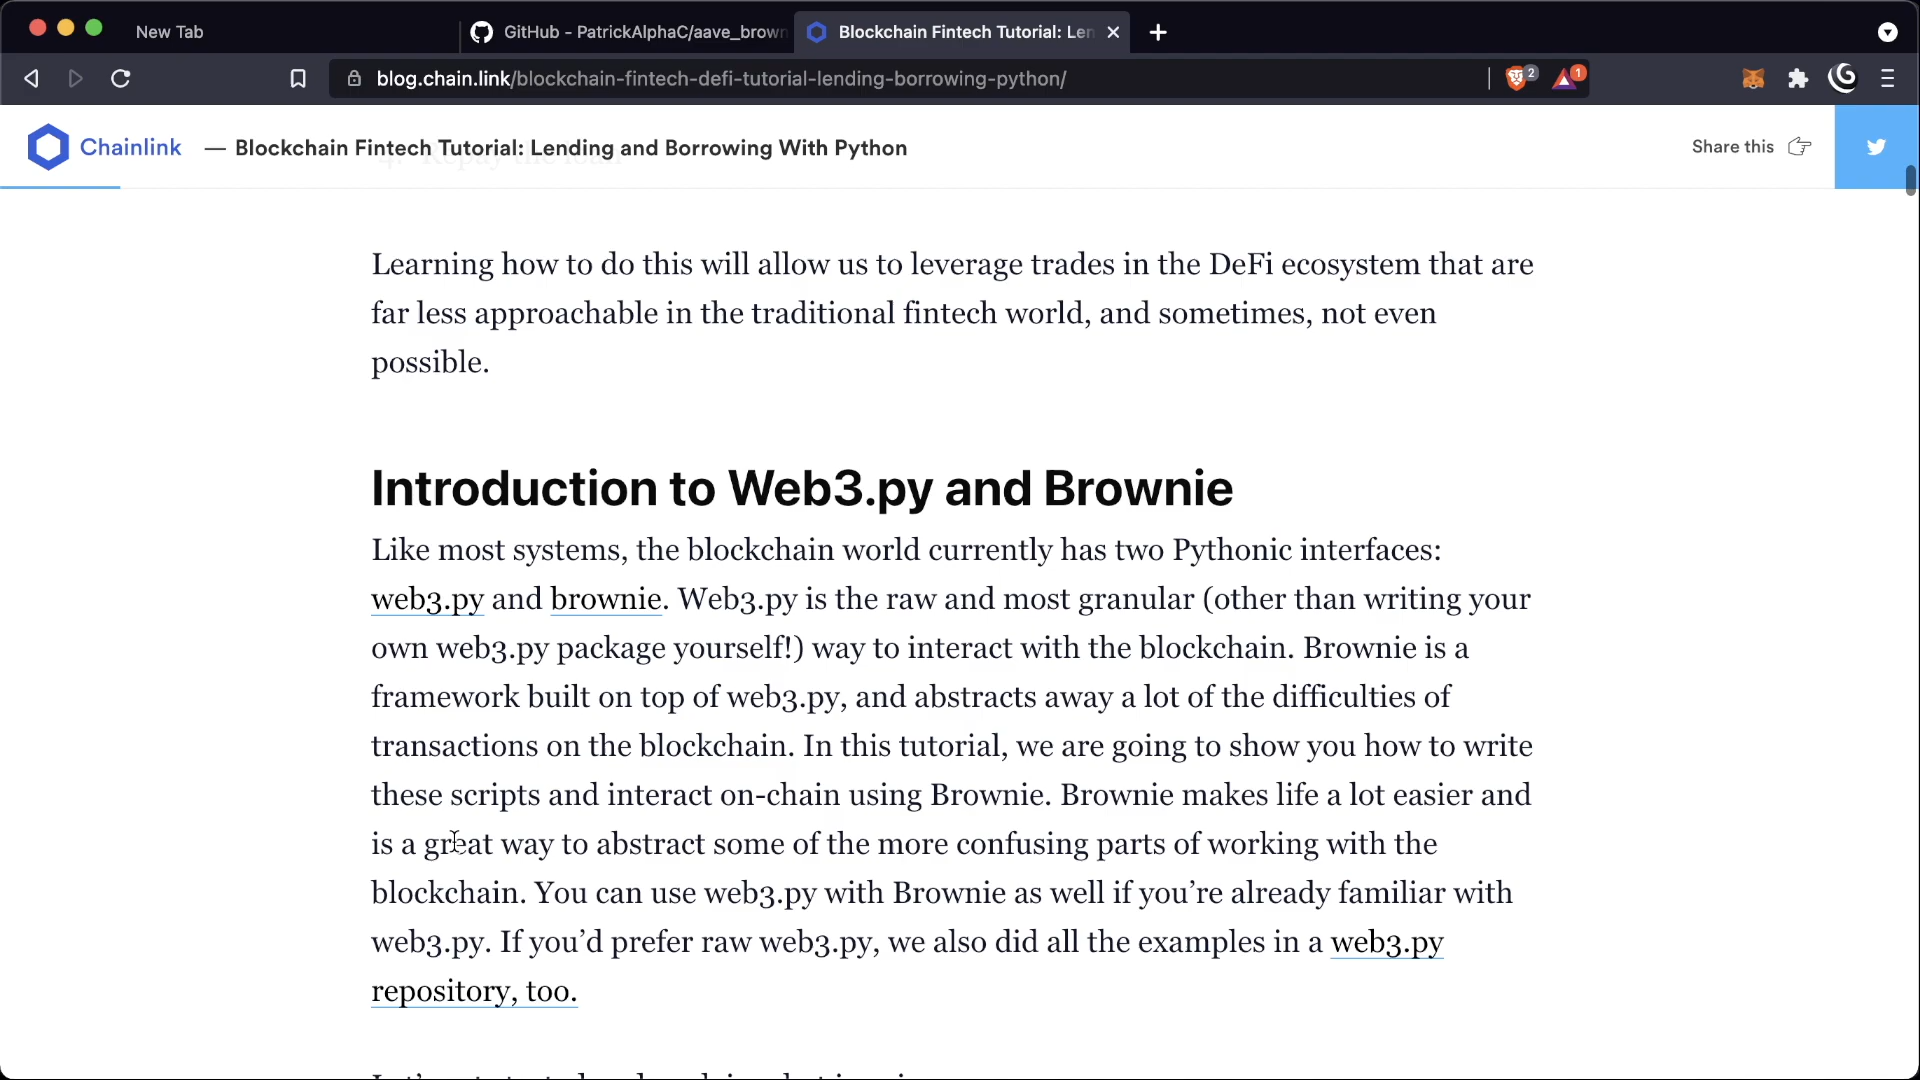 New Tab
GitHub - PatrickAlphaC/aave_brown
Blockchain Fintech Tutorial: Len
blog.chain.link/blockchain-fintech-defi-tutorial-lending-borrowing-python/
2
1
Chainlink
— Blockchain Fintech Tutorial: Lending and Borrowing With Python
4. Repay the loan
Share this
Learning how to do this will allow us to leverage trades in the DeFi ecosystem that are
far less approachable in the traditional fintech world, and sometimes, not even
possible.
Introduction to Web3.py and Brownie
Like most systems, the blockchain world currently has two Pythonic interfaces:
web3.py and brownie. Web3.py is the raw and most granular (other than writing your
own web3.py package yourself!) way to interact with the blockchain. Brownie is a
framework built on top of web3.py, and abstracts away a lot of the difficulties of
transactions on the blockchain. In this tutorial, we are going to show you how to write
these scripts and interact on-chain using Brownie. Brownie makes life a lot easier and
is a great way to abstract some of the more confusing parts of working with the
blockchain. You can use web3.py with Brownie as well if you’re already familiar with
web3.py. If you’d prefer raw web3.py, we also did all the examples in a web3.py
repository, too.